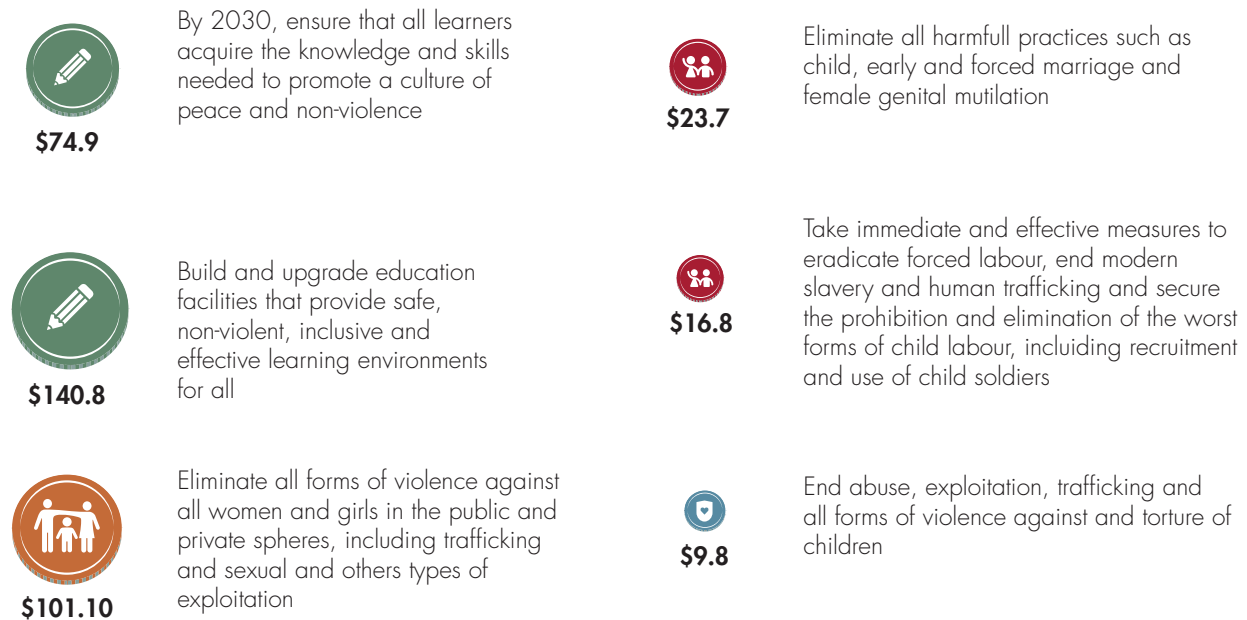 By 2030, ensure that all learners
acquire the knowledge and skills
needed to promote a culture of
peace and non-violence
$74.9
Build and upgrade education
facilities that provide safe,
non-violent, inclusive and
effective learning environments
for all
$140.8
Eliminate all forms of violence against
all women and girls in the public and
private spheres, including trafficking
and sexual and others types of
exploitation
$101.10
Eliminate all harmfull practices such as
child, early and forced marriage and
female genital mutilation
$23.7
Take immediate and effective measures to
eradicate forced labour, end modern
slavery and human trafficking and secure
the prohibition and elimination of the worst
forms of child labour, incluiding recruitment
and use of child soldiers
$16.8
End abuse, exploitation, trafficking and
all forms of violence against and torture of
children
$9.8